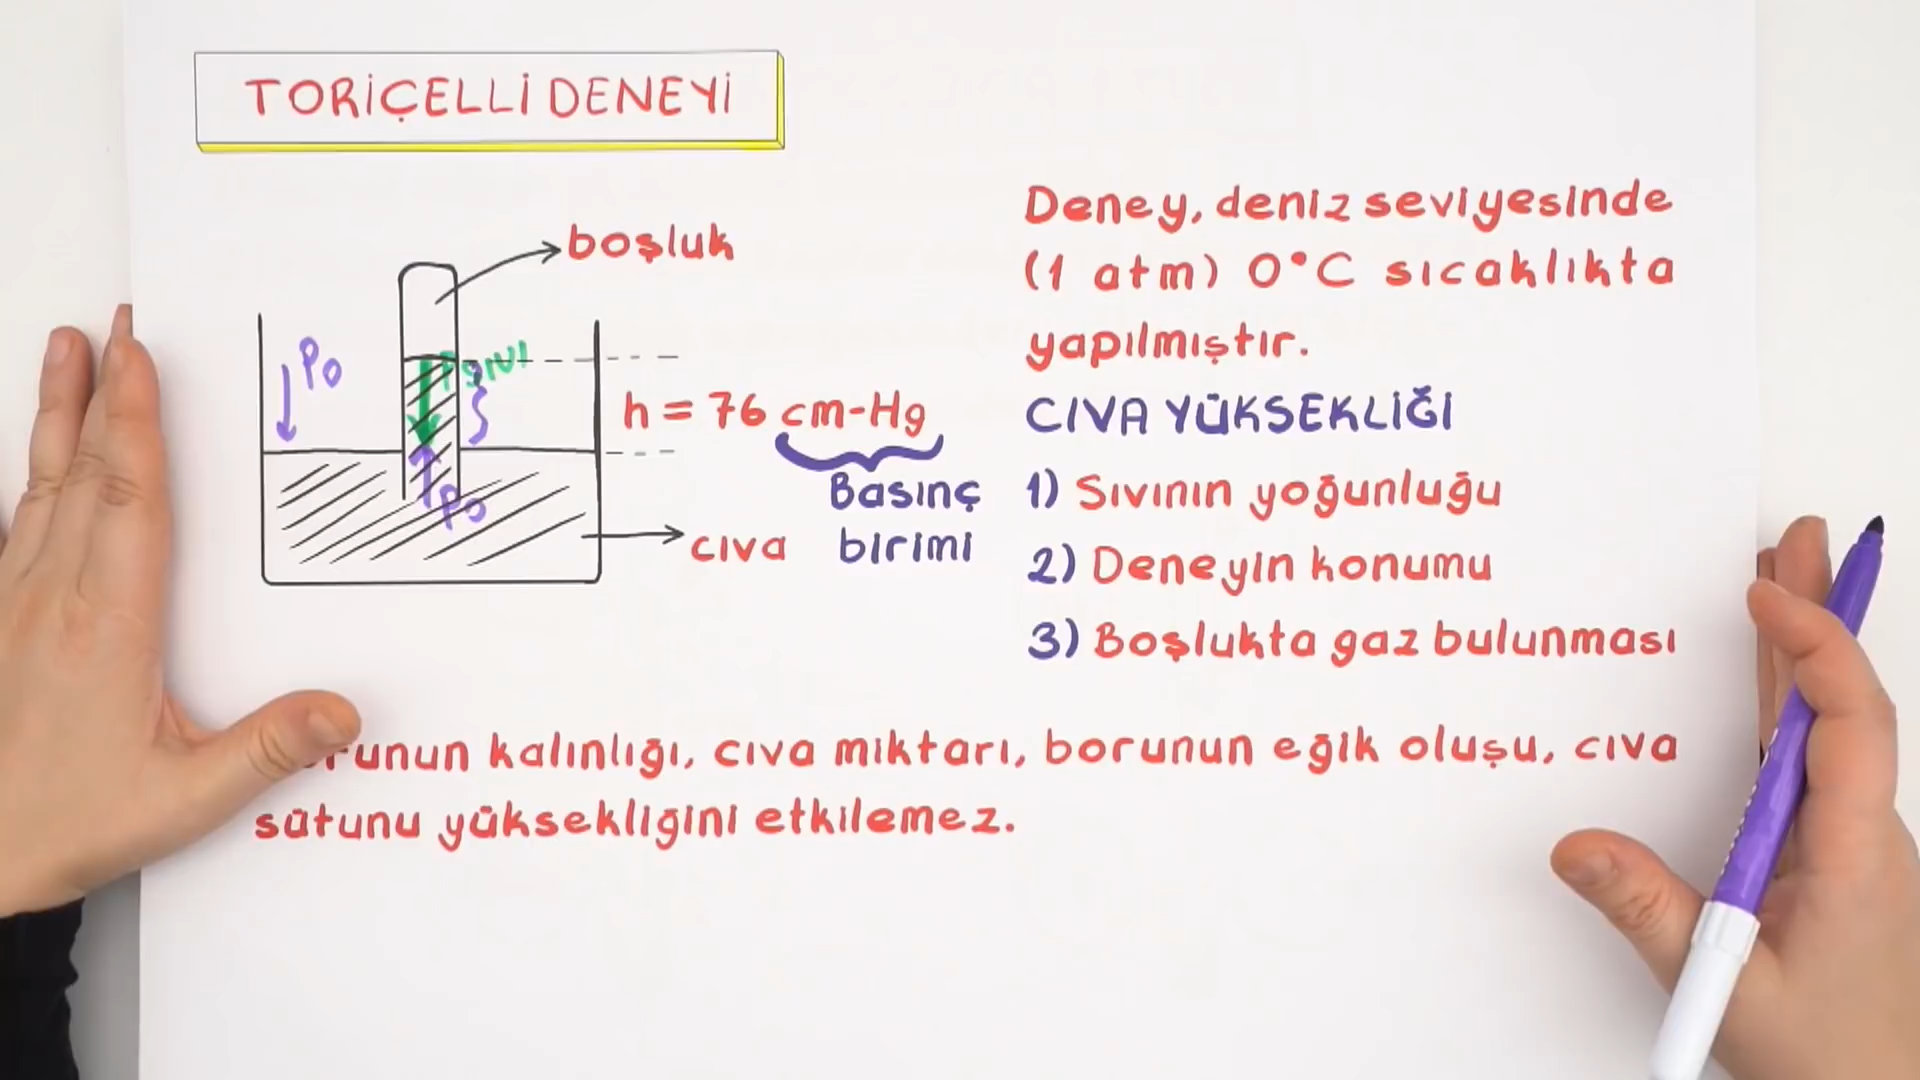 TORİÇELLİ DENEYİ
boşluk
Po
h = 76 cm-Hg
Basınç
birimi
Po
cıva
Deney, deniz seviyesinde
(1 atm) 0°C sıcaklıkta
yapılmıştır.
CIVA YÜKSEKLİĞİ
1) Sıvının yoğunluğu
2) Deneyin konumu
3) Boşlukta gaz bulunması
kalınlığı, cıva miktarı, borunun eğik oluşu, cıva
sütunu yüksekliğini etkilemez.